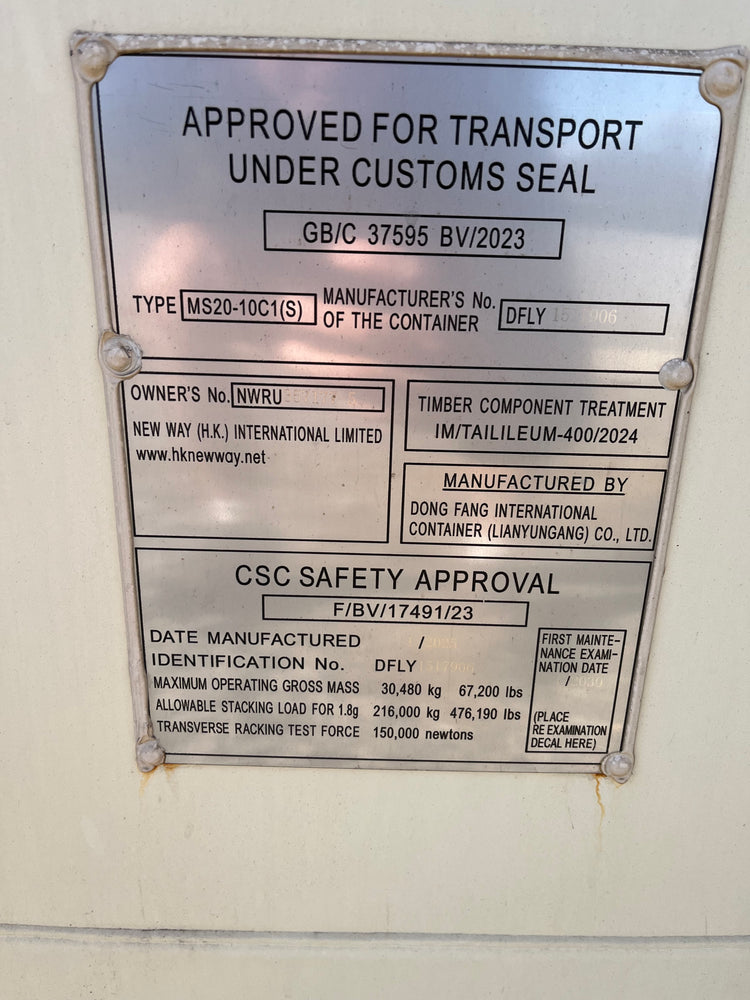 APPROVED FOR TRANSPORT
UNDER CUSTOMS SEAL
GB/C 37595 BV/2023
TYPE MS20-10C1(S) MANUFACTURER'S No. OF THE CONTAINER DFLY
OWNER'S No. NWRU
NEW WAY (H.K.) INTERNATIONAL LIMITED
www.hknewway.net
TIMBER COMPONENT TREATMENT
IM/TAILILEUM-400/2024
MANUFACTURED BY
DONG FANG INTERNATIONAL
CONTAINER (LIANYUNGANG) CO., LTD.
CSC SAFETY APPROVAL
F/BV/17491/23
DATE MANUFACTURED /
IDENTIFICATION No. DFLY 1517906
MAXIMUM OPERATING GROSS MASS 30,480 kg 67,200 lbs
ALLOWABLE STACKING LOAD FOR 1.8g 216,000 kg 476,190 lbs
TRANSVERSE RACKING TEST FORCE 150,000 newtons
FIRST MAINTE-
NANCE EXAMI-
NATION DATE
/ 2030
(PLACE
RE EXAMINATION
DECAL HERE)